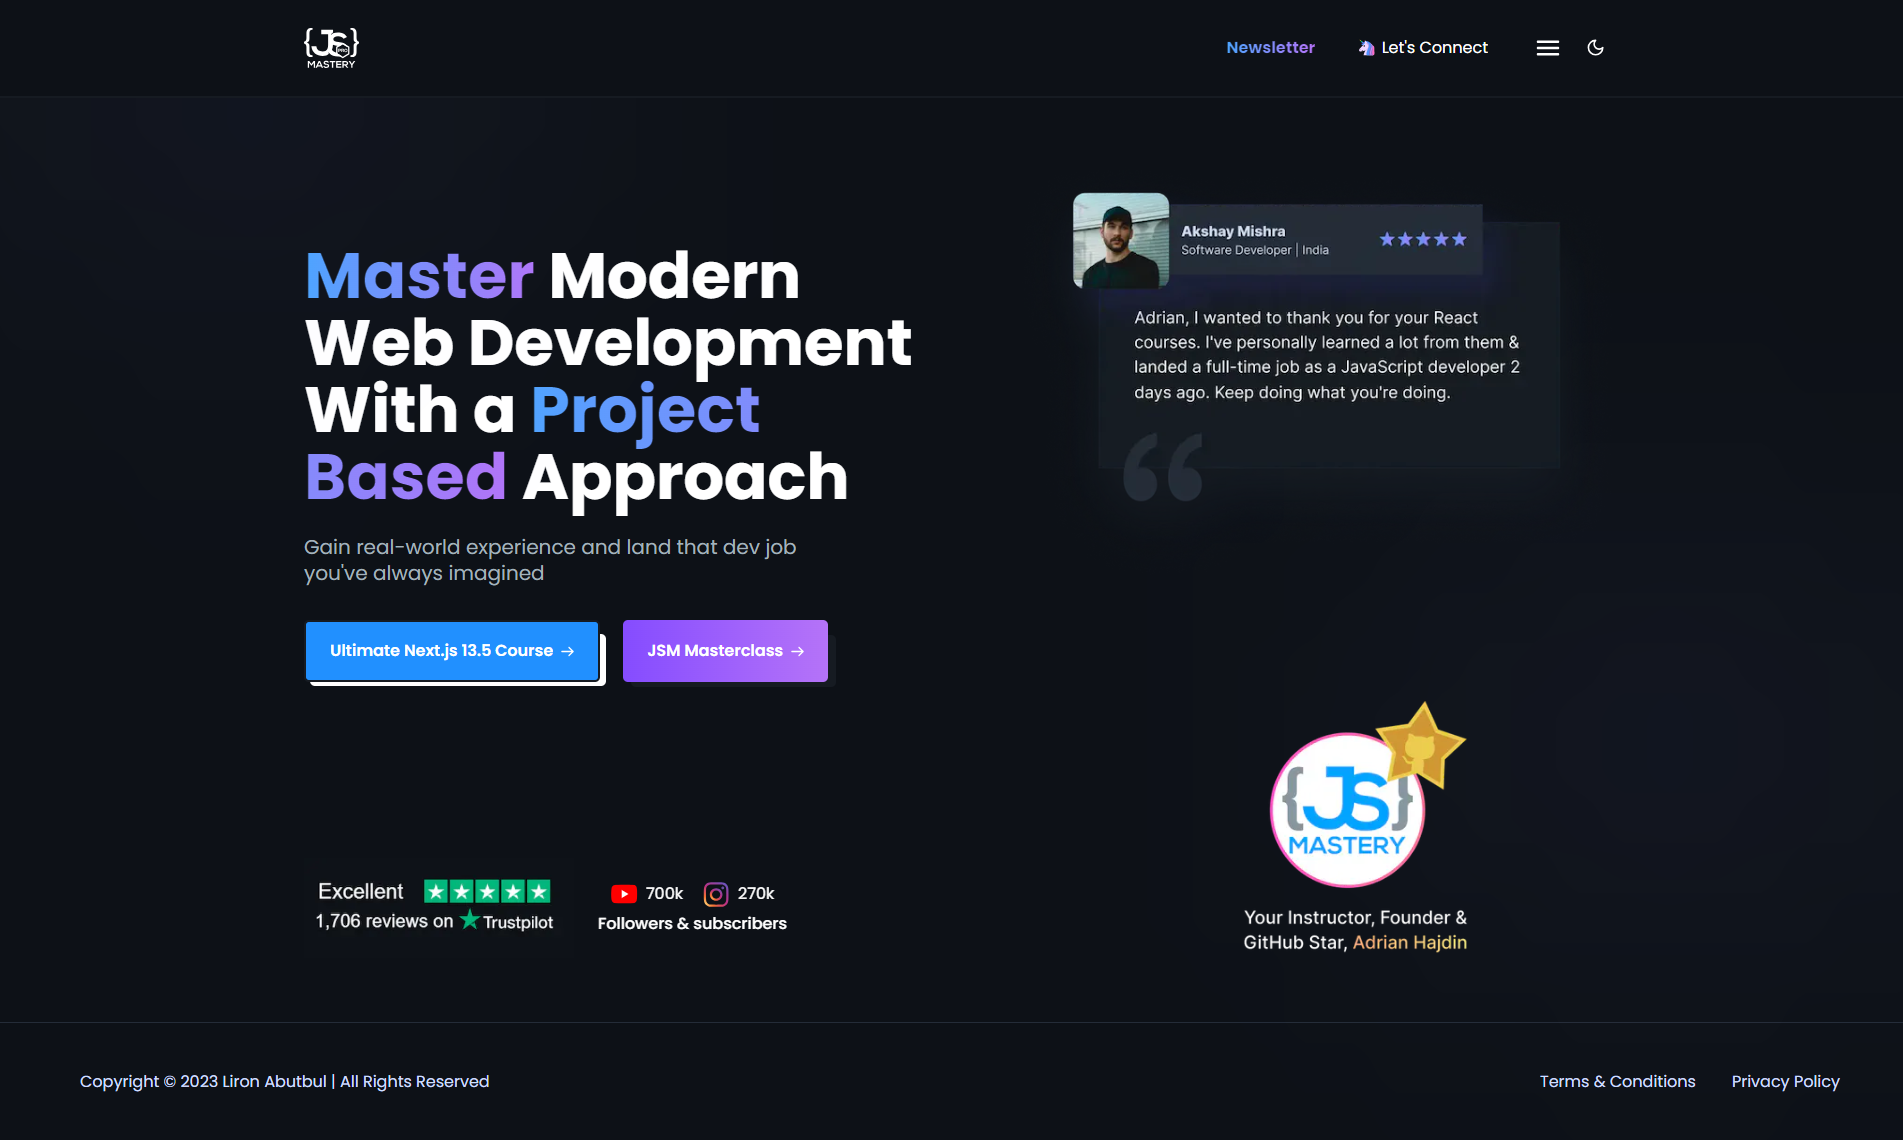 {JS}
PRO
MASTERY
Newsletter
Let's Connect
Master Modern
Web Development
With a Project
Based Approach
Gain real-world experience and land that dev job
you've always imagined
Ultimate Next.js 13.5 Course →
JSM Masterclass →
Excellent
1,706 reviews on Trustpilot
700k 270k
Followers & subscribers
Akshay Mishra
Software Developer | India
Adrian, I wanted to thank you for your React
courses. I've personally learned a lot from them &
landed a full-time job as a JavaScript developer 2
days ago. Keep doing what you're doing.
“
{JS}
MASTERY
Your Instructor, Founder &
GitHub Star, Adrian Hajdin
Copyright © 2023 Liron Abutbul | All Rights Reserved
Terms & Conditions
Privacy Policy